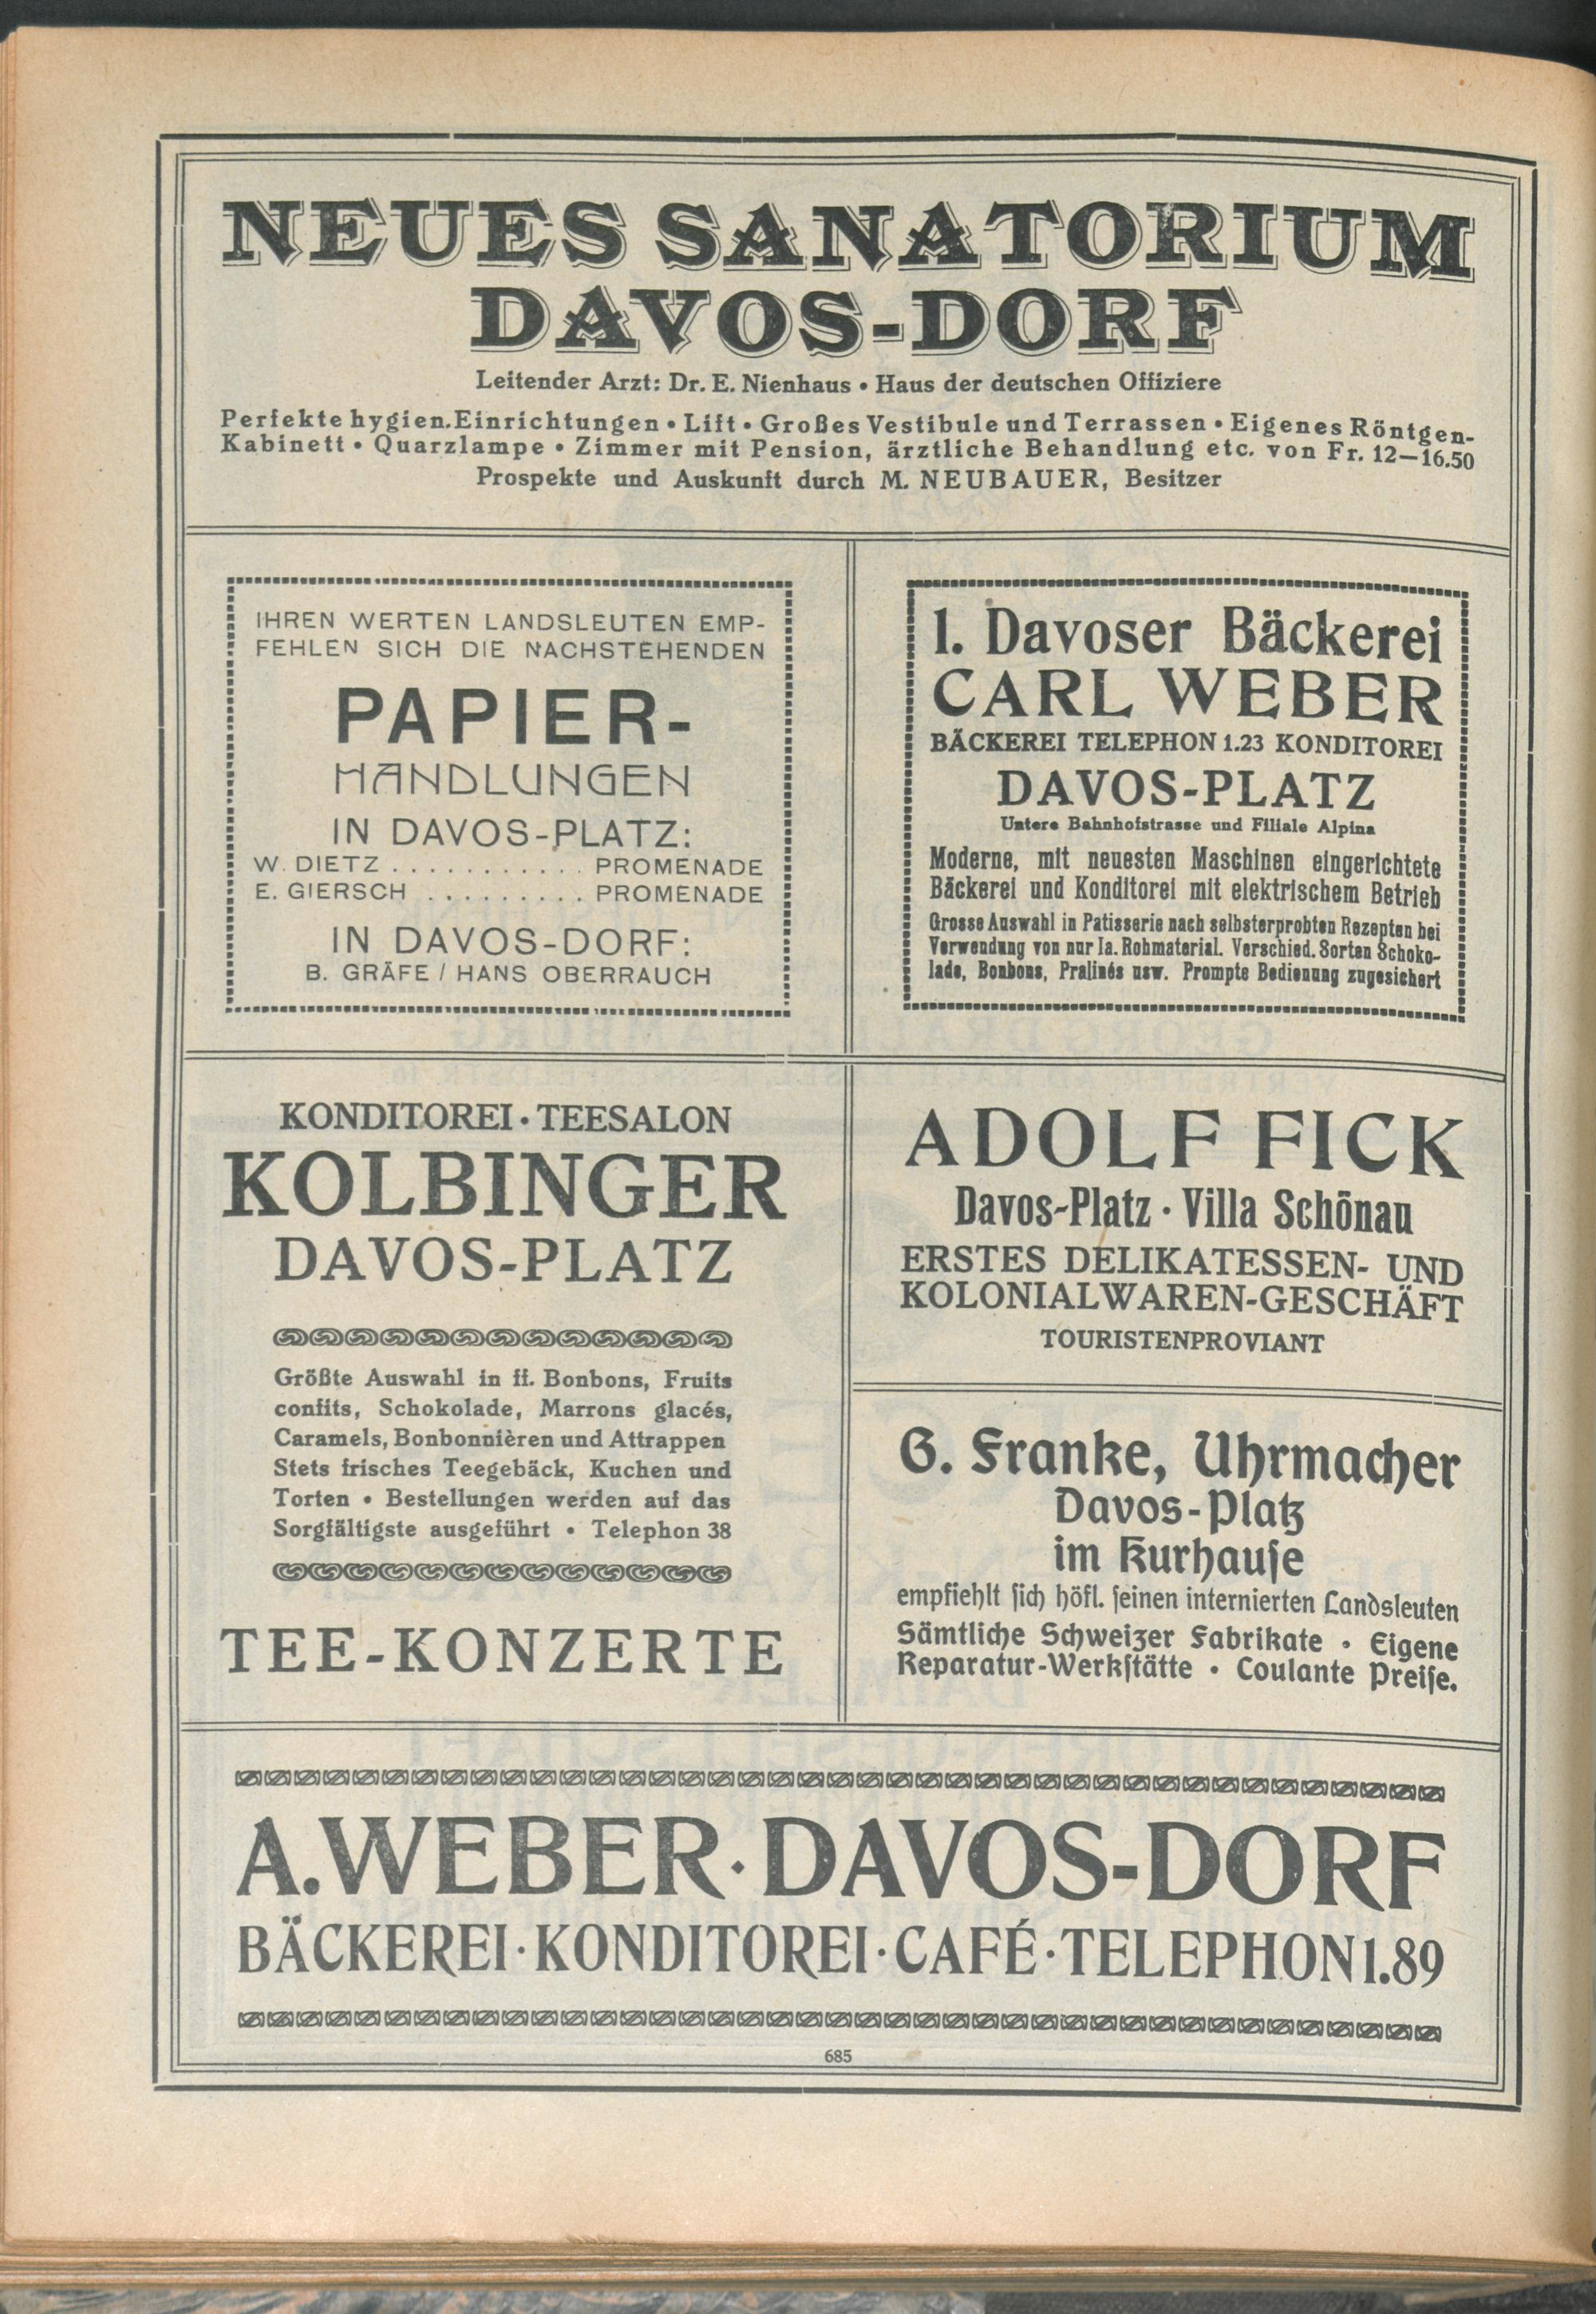 NEUES SANATORIUM
DAVOS-DORF
Leitender Arzt: Dr. E. Nienhaus • Haus der deutschen Offiziere
Perfekte hygien. Einrichtungen • Lift • Großes Vestibule und Terrassen • Eigenes Röntgen-
Kabinett • Quarzlampe • Zimmer mit Pension, ärztliche Behandlung etc. von Fr. 12—16.50
Prospekte und Auskunft durch M. NEUBAUER, Besitzer
IHREN WERTEN LANDSLEUTEN EMP-
FEHLEN SICH DIE NACHSTEHENDEN
PAPIER-
HANDLUNGEN
IN DAVOS-PLATZ:
W. DIETZ . . . . . . . . . . . PROMENADE
E. GIERSCH . . . . . . . . . PROMENADE
IN DAVOS-DORF:
B. GRÄFE / HANS OBERRAUCH
1. Davoser Bäckerei
CARL WEBER
BÄCKEREI TELEPHON 1.23 KONDITOREI
DAVOS-PLATZ
Untere Bahnhofstrasse und Filiale Alpina
Moderne, mit neuesten Maschinen eingerichtete
Bäckerei und Konditorei mit elektrischem Betrieb
Grosse Auswahl in Patisserie nach selbsterprobten Rezepten bei
Verwendung von nur Ia. Rohmaterial. Verschied. Sorten Schoko-
lade, Bonbons, Pralinés usw. Prompte Bedienung zugesichert
KONDITOREI • TEESALON
KOLBINGER
DAVOS-PLATZ
Größte Auswahl in ff. Bonbons, Fruits
confits, Schokolade, Marrons glacés,
Caramels, Bonbonnièren und Attrappen
Stets frisches Teegebäck, Kuchen und
Torten • Bestellungen werden auf das
Sorgfältigste ausgeführt • Telephon 38
TEE-KONZERTE
ADOLF FICK
Davos-Platz · Villa Schönau
ERSTES DELIKATESSEN- UND
KOLONIALWAREN-GESCHÄFT
TOURISTENPROVIANT
G. Franke, Uhrmacher
Davos-Platz
im Kurhause
empfiehlt sich höfl. seinen internierten Landsleuten
Sämtliche Schweizer Fabrikate • Eigene
Reparatur-Werkstätte • Coulante Preise.
A. WEBER · DAVOS-DORF
BÄCKEREI · KONDITOREI · CAFÉ · TELEPHON 1.89
685